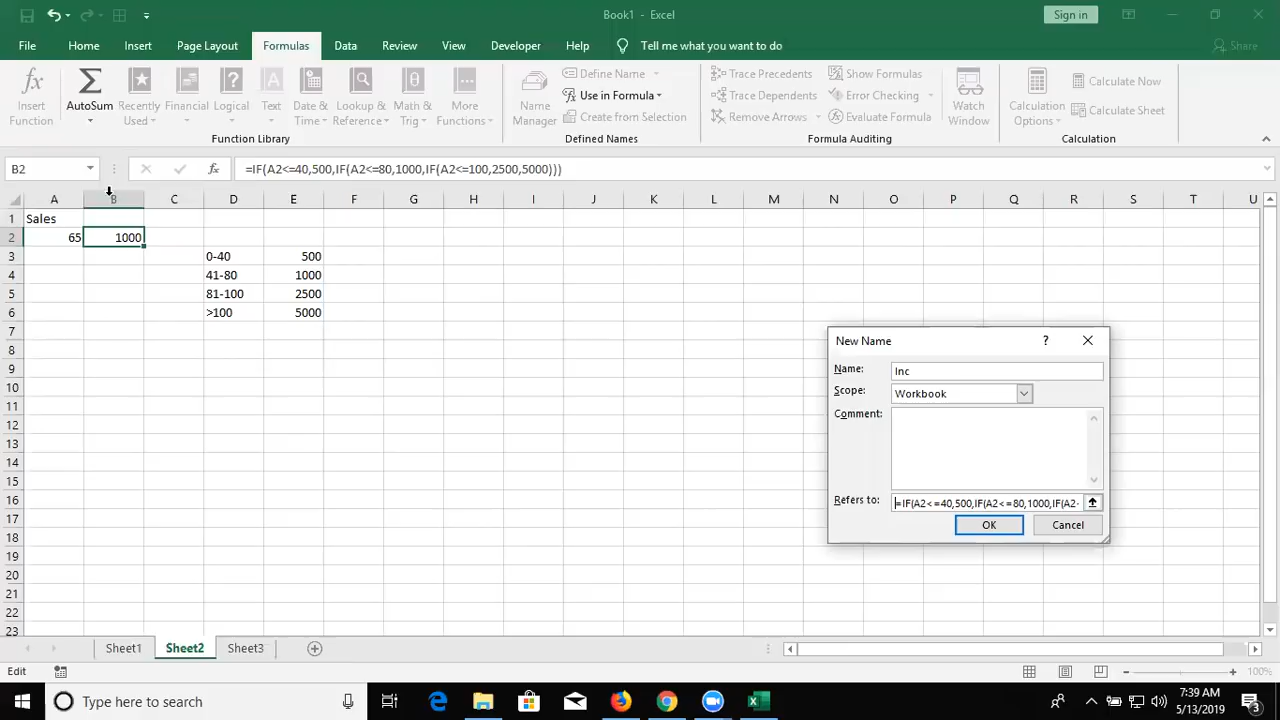 Book1 - Excel
Sign in
File Home Insert Page Layout Formulas Data Review View Developer Help Tell me what you want to do Share
Insert Function
AutoSum
Recently Used
Financial
Logical
Text
Date & Time
Lookup & Reference
Math & Trig
More Functions
Function Library
Name Manager
Define Name
Use in Formula
Create from Selection
Defined Names
Trace Precedents
Trace Dependents
Remove Arrows
Show Formulas
Error Checking
Evaluate Formula
Formula Auditing
Watch Window
Calculation Options
Calculate Now
Calculate Sheet
Calculation
B2 fx =IF(A2<=40,500,IF(A2<=80,1000,IF(A2<=100,2500,5000)))
A B C D E F G H I J K L M N O P Q R S T U
1 Sales
2 65 1000
3 0-40 500
4 41-80 1000
5 81-100 2500
6 >100 5000
7
8
9
10
11
12
13
14
15
16
17
18
19
20
21
22
23
New Name ?
Name: Inc
Scope: Workbook
Comment:
Refers to: =IF(A2<=40,500,IF(A2<=80,1000,IF(A2-
OK Cancel
Sheet1 Sheet2 Sheet3
Edit 100%
Type here to search
7:39 AM
5/13/2019
3